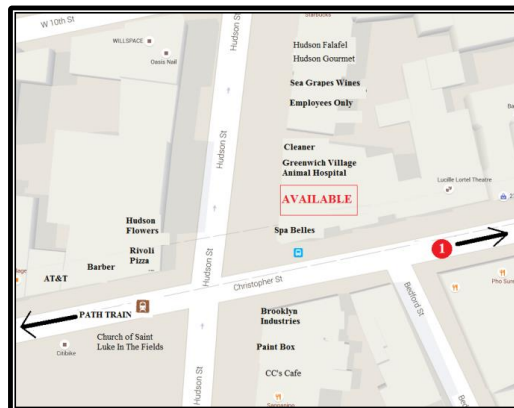 W 10th St
Starbucks
WILLSPACE
Oasis Nail
Hudson St
Hudson Falafel
Hudson Gourmet
Sea Grapes Wines
Employees Only
Hudson St
Cleaner
Greenwich Village
Animal Hospital
Lucille Lortel Theatre
AVAILABLE
Hudson
Flowers
Spa Belles
1
Rivoli
Pizza
Hudson St
Barber
AT&T
Christopher St
Bedford St
PATH TRAIN
Brooklyn
Industries
Church of Saint
Luke In The Fields
Citibike
Paint Box
CC's Cafe
Hudson St